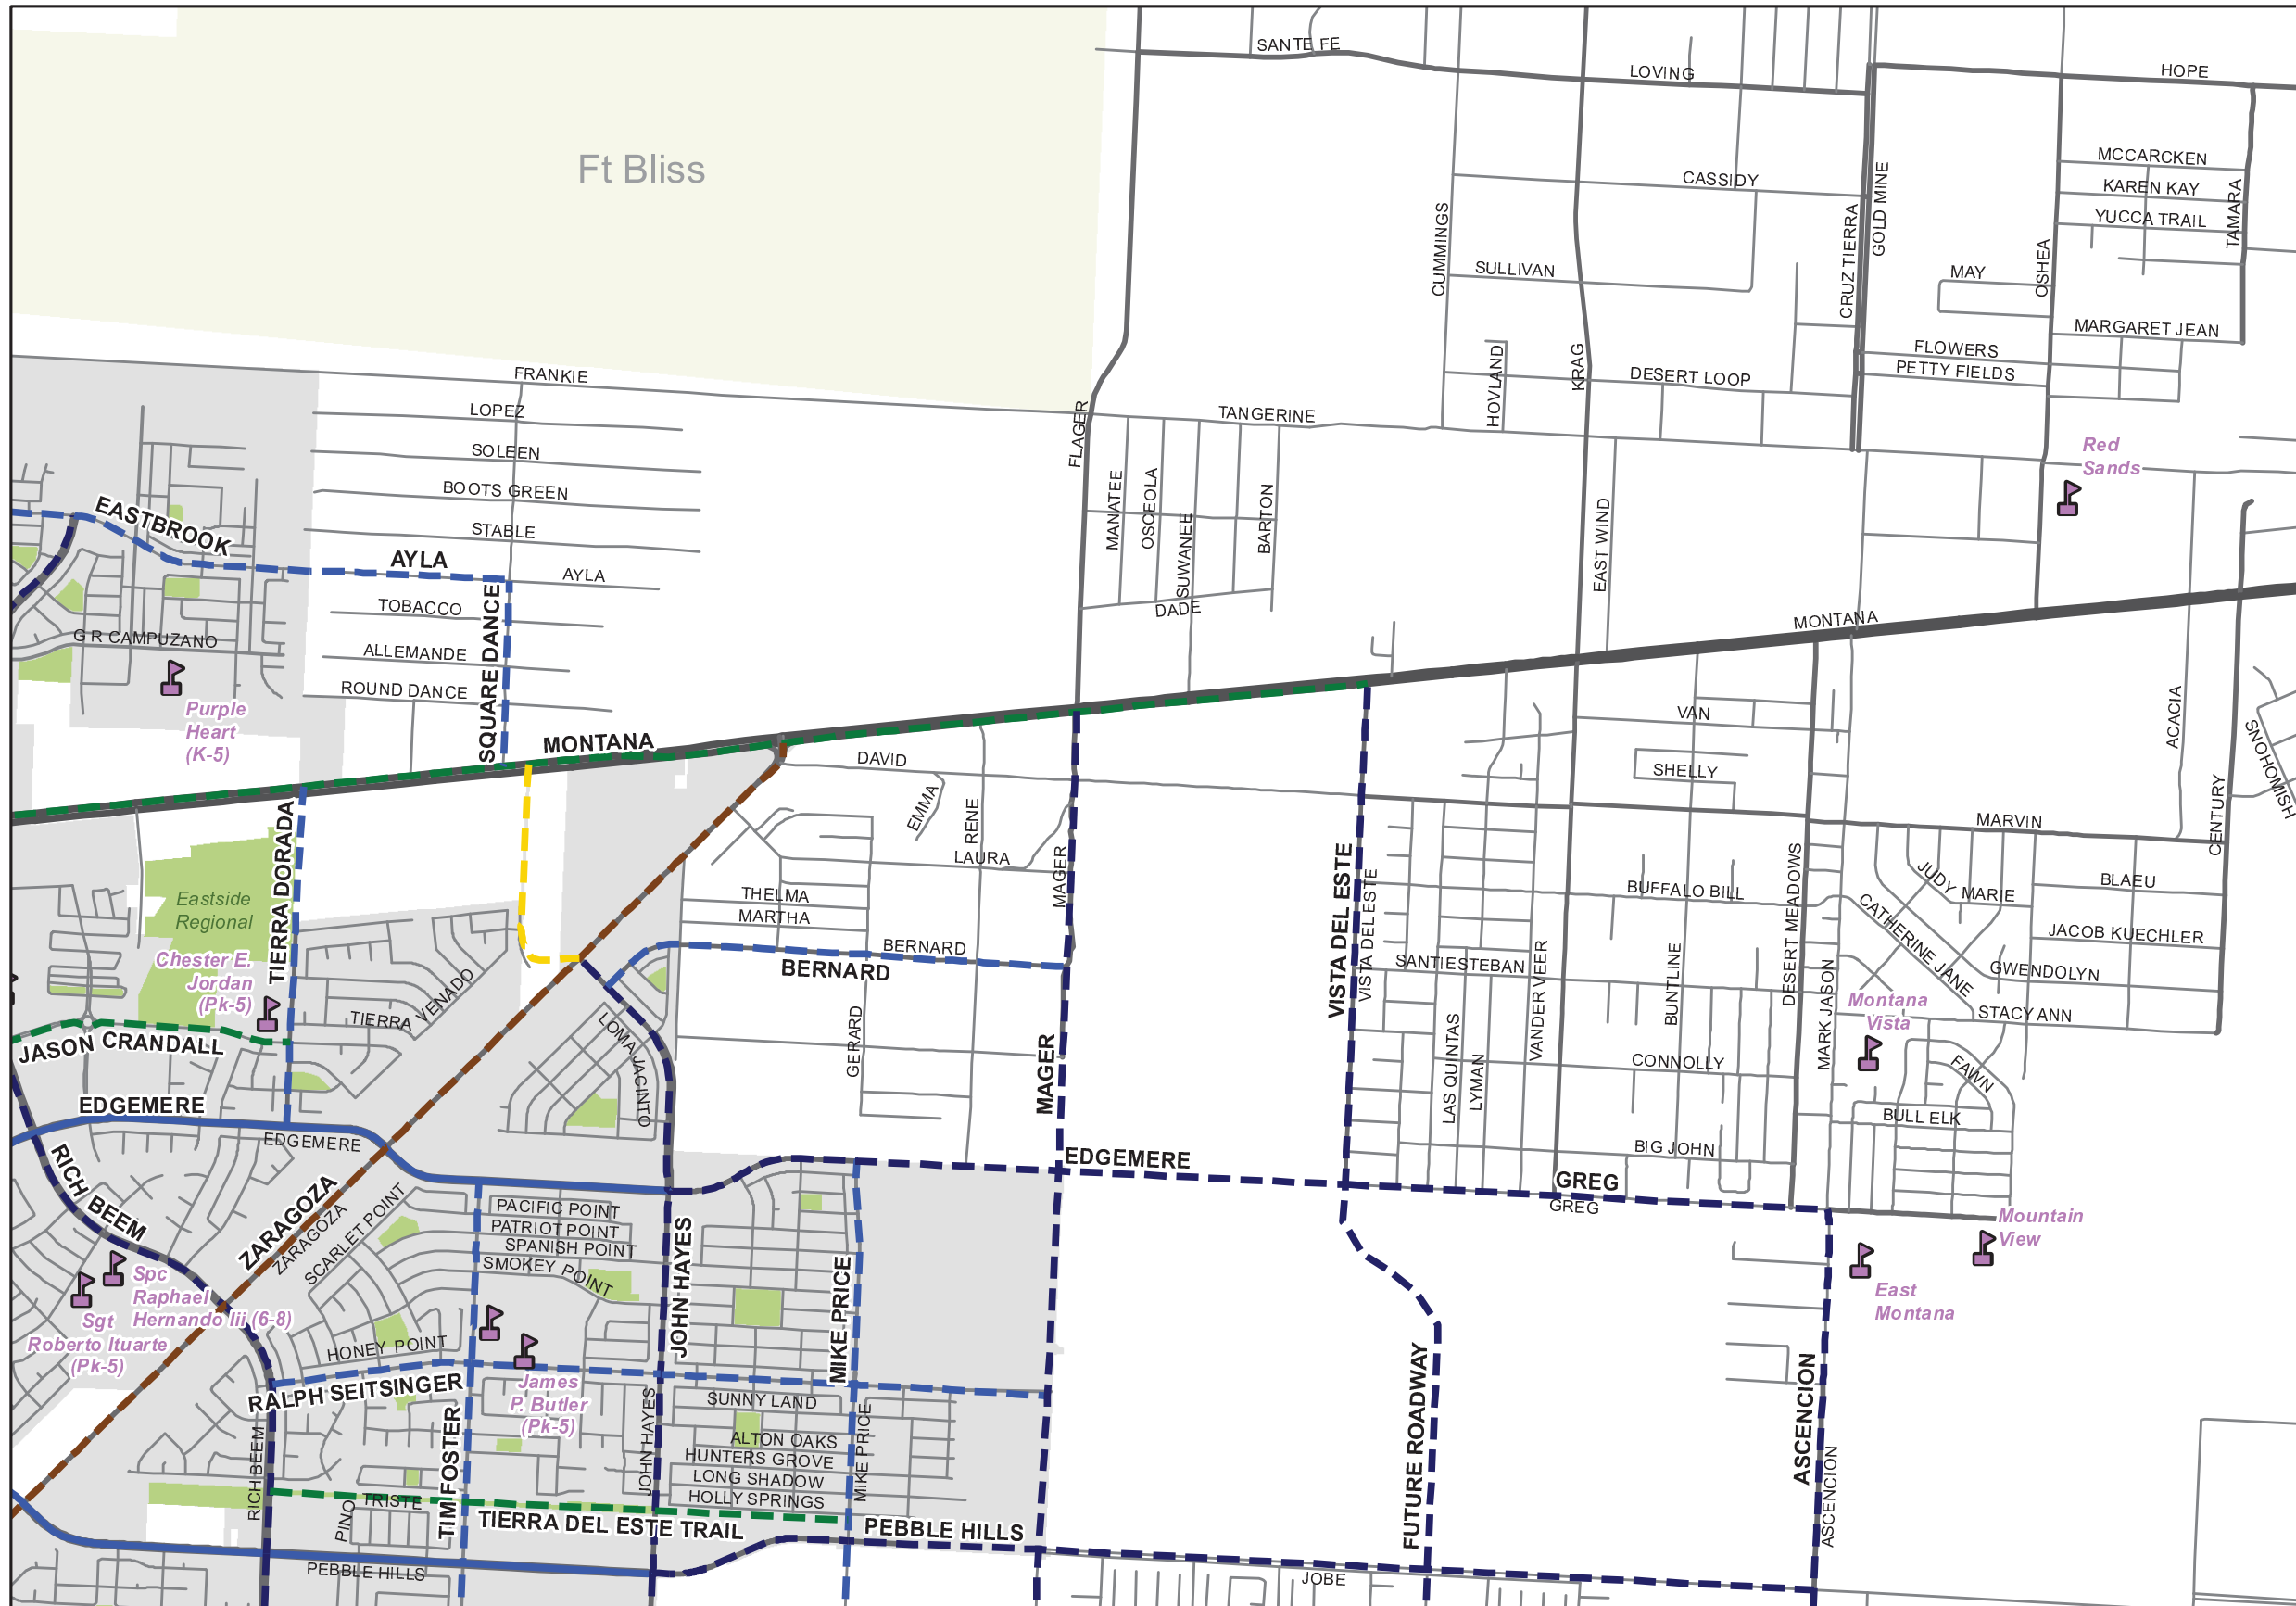 SANTE FE
LOVING
HOPE
Ft Bliss
MCCARCKEN
CASSIDY
KAREN KAY
YUCCA TRAIL
TAMARA
GOLD MINE
CRUZ TIERRA
CUMMINGS
OSHEA
SULLIVAN
MAY
MARGARET JEAN
FLOWERS
PETTY FIELDS
HOVLAND
KRAG
DESERT LOOP
FRANKIE
LOPEZ
TANGERINE
FLAGER
SOLEEN
BOOTS GREEN
STABLE
MANATEE
OSCEOLA
SUWANEE
BARTON
EAST WIND
Red
Sands
EASTBROOK
AYLA
AYLA
TOBACCO
DADE
MONTANA
G R CAMPUZANO
ALLEMANDE
ROUND DANCE
SQUARE DANCE
Purple
Heart
(K-5)
MONTANA
DAVID
VAN
SHELLY
ACACIA
SNOHOMISH
CENTURY
EMMA
IRENE
MARVIN
TIERRA DORADA
LAURA
MAGER
VISTA DEL ESTE
VISTA DEL ESTE
BUFFALO BILL
JUDY MARIE
BLAEU
Eastside
Regional
THELMA
MARTHA
CATHERINE JANE
DESERT MEADOWS
BERNARD
BERNARD
JACOB KUECHLER
SANTIESTEBAN
GWENDOLYN
Chester E.
Jordan
(Pk-5)
TIERRA VENADO
VANDER VEER
BUNTLINE
MARK JASON
Montana
Vista
STACY ANN
JASON CRANDALL
LOMA JACINTO
GERARD
LAS QUINTAS
LYMAN
CONNOLLY
FAWN
MAGER
EDGEMERE
EDGEMERE
BULL ELK
BIG JOHN
EDGEMERE
GREG
GREG
RICH BEEM
ZARAGOZA
ZARAGOZA
SCARLET POINT
PACIFIC POINT
PATRIOT POINT
SPANISH POINT
SMOKEY POINT
JOHN HAYES
Mountain
View
Spc
Raphael
Hernando Iii (6-8)
Sgt
Roberto Ituarte
(Pk-5)
MIKE PRICE
East
Montana
HONEY POINT
RALPH SEITSINGER
James
P. Butler
(Pk-5)
FUTURE ROADWAY
ASCENCION
ASCENCION
SUNNY LAND
TIM FOSTER
RICH BEEM
JOHN HAYES
ALTON OAKS
HUNTERS GROVE
LONG SHADOW
HOLLY SPRINGS
MIKE PRICE
TRISTE
PINO
TIERRA DEL ESTE TRAIL
PEBBLE HILLS
PEBBLE HILLS
JOBE